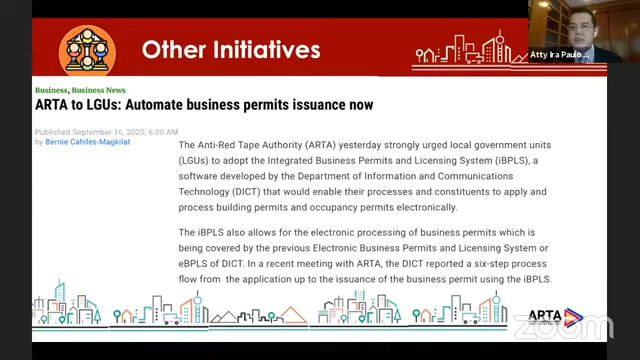 Other Initiatives
Atty Ira Paulo ...
Business, Business News
ARTA to LGUs: Automate business permits issuance now
Published September 16, 2020, 6:00 AM
by Bernie Cahiles-Magkilat
The Anti-Red Tape Authority (ARTA) yesterday strongly urged local government units
(LGUs) to adopt the Integrated Business Permits and Licensing System (iBPLS), a
software developed by the Department of Information and Communications
Technology (DICT) that would enable their processes and constituents to apply and
process building permits and occupancy permits electronically.
The iBPLS also allows for the electronic processing of business permits which is
being covered by the previous Electronic Business Permits and Licensing System or
eBPLS of DICT. In a recent meeting with ARTA, the DICT reported a six-step process
flow from the application up to the issuance of the business permit using the iBPLS.
ARTA
zoom